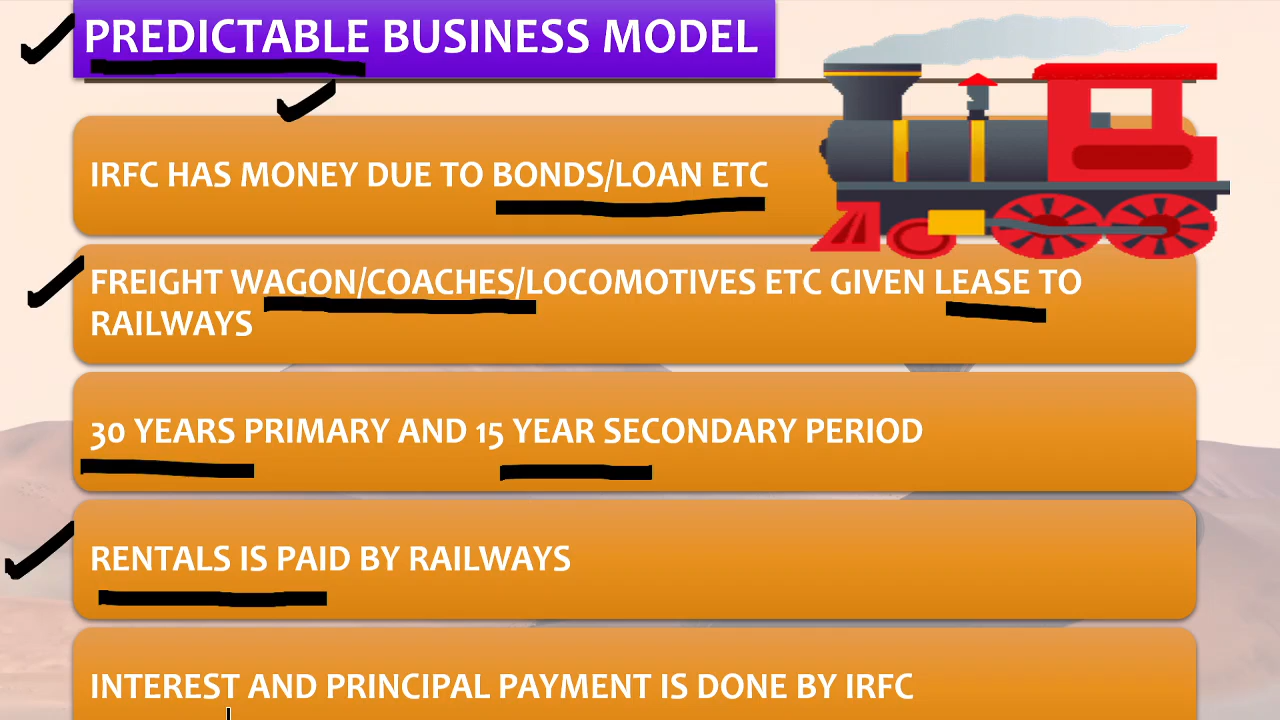 PREDICTABLE BUSINESS MODEL
IRFC HAS MONEY DUE TO BONDS/LOAN ETC
FREIGHT WAGON/COACHES/LOCOMOTIVES ETC GIVEN LEASE TO
RAILWAYS
30 YEARS PRIMARY AND 15 YEAR SECONDARY PERIOD
RENTALS IS PAID BY RAILWAYS
INTEREST AND PRINCIPAL PAYMENT IS DONE BY IRFC